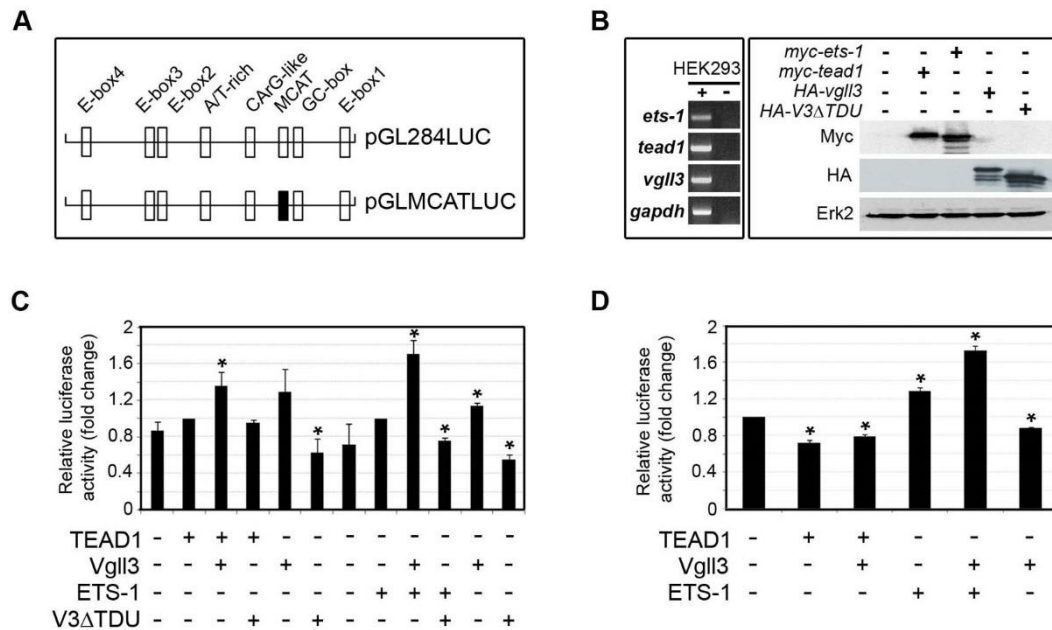 A
E-box4 E-box3 E-box2 A/T-rich CArG-like MCAT GC-box E-box1
pGL284LUC
pGLMCATLUC
B
HEK293
+ -
ets-1
tead1
vgll3
gapdh
myc-ets-1 - - + - -
myc-tead1 - + - - -
HA-vgll3 - - - + -
HA-V3ΔTDU - - - - +
Myc
HA
Erk2
C
Relative luciferase
activity (fold change)
2
1.6
1.2
0.8
0.4
0
* * * * * *
TEAD1 - + + + - - - - - - - -
Vgll3 - - + - + - - - + - + -
ETS-1 - - - - - - - + + + - -
V3ΔTDU - - - + - + - - - + - +
D
Relative luciferase
activity (fold change)
2
1.6
1.2
0.8
0.4
0
* * * * *
TEAD1 - + + - - -
Vgll3 - - + - + +
ETS-1 - - - + + -